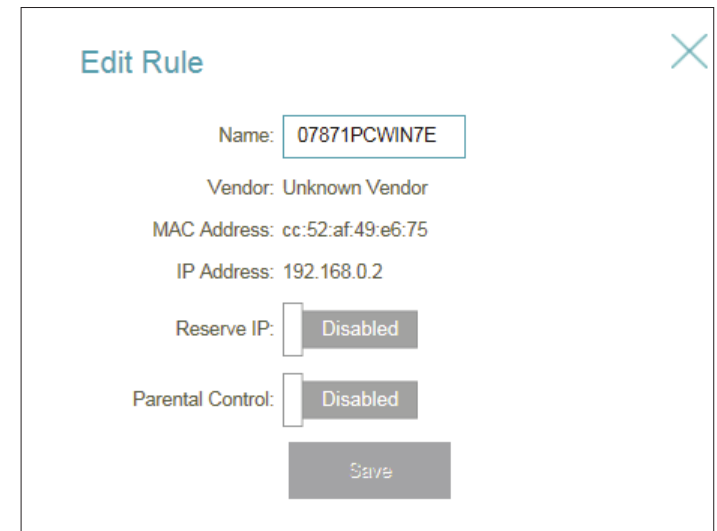 Edit Rule
Name: 07871PCWIN7E
Vendor: Unknown Vendor
MAC Address: cc:52:af:49:e6:75
IP Address: 192.168.0.2
Reserve IP: Disabled
Parental Control: Disabled
Save